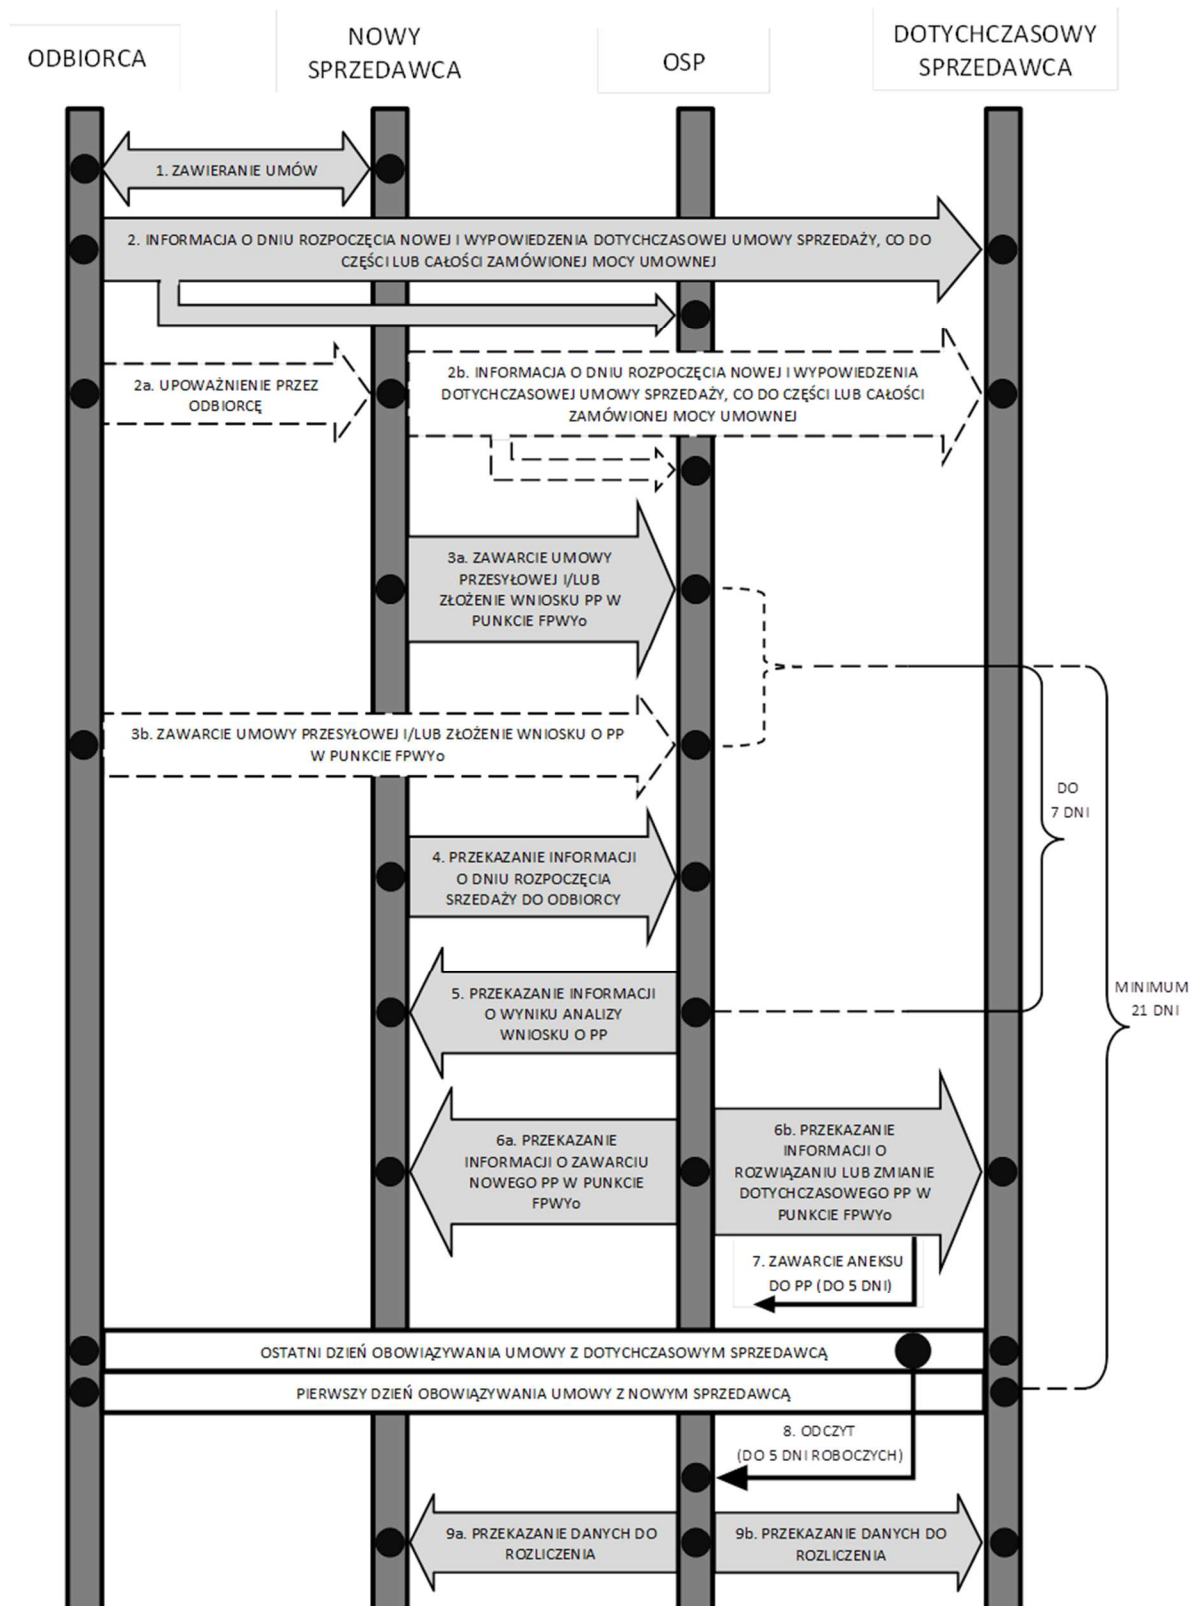 ODBIORCA
NOWY
SPRZEDAWCA
OSP
DOTYCHCZASOWY
SPRZEDAWCA
1. ZAWIERANIE UMÓW
2. INFORMACJA O DNIU ROZPOCZĘCIA NOWEJ I WYPOWIEDZENIA DOTYCHCZASOWEJ UMOWY SPRZEDAŻY, CO DO
CZĘŚCI LUB CAŁOŚCI ZAMÓWIONEJ MOCY UMOWNEJ
2a. UPOWAŻNIENIE PRZEZ
ODBIORCĘ
2b. INFORMACJA O DNIU ROZPOCZĘCIA NOWEJ I WYPOWIEDZENIA
DOTYCHCZASOWEJ UMOWY SPRZEDAŻY, CO DO CZĘŚCI LUB CAŁOŚCI
ZAMÓWIONEJ MOCY UMOWNEJ
3a. ZAWARCIE UMOWY
PRZESYŁOWEJ I/LUB
ZŁOŻENIE WNIOSKU PP W
PUNKCIE FPWYo
3b. ZAWARCIE UMOWY PRZESYŁOWEJ I/LUB ZŁOŻENIE WNIOSKU O PP
W PUNKCIE FPWYo
DO
7 DNI
4. PRZEKAZANIE INFORMACJI
O DNIU ROZPOCZĘCIA
SRZEDAŻY DO ODBIORCY
5. PRZEKAZANIE INFORMACJI
O WYNIKU ANALIZY
WNIOSKU O PP
MINIMUM
21 DNI
6a. PRZEKAZANIE
INFORMACJI O ZAWARCIU
NOWEGO PP W PUNKCIE
FPWYo
6b. PRZEKAZANIE
INFORMACJI O
ROZWIĄZANIU LUB ZMIANIE
DOTYCHCZASOWEGO PP W
PUNKCIE FPWYo
7. ZAWARCIE ANEKSU
DO PP (DO 5 DNI)
OSTATNI DZIEŃ OBOWIĄZYWANIA UMOWY Z DOTYCHCZASOWYM SPRZEDAWCĄ
PIERWSZY DZIEŃ OBOWIĄZYWANIA UMOWY Z NOWYM SPRZEDAWCĄ
8. ODCZYT
(DO 5 DNI ROBOCZYCH)
9a. PRZEKAZANIE DANYCH DO
ROZLICZENIA
9b. PRZEKAZANIE DANYCH DO
ROZLICZENIA